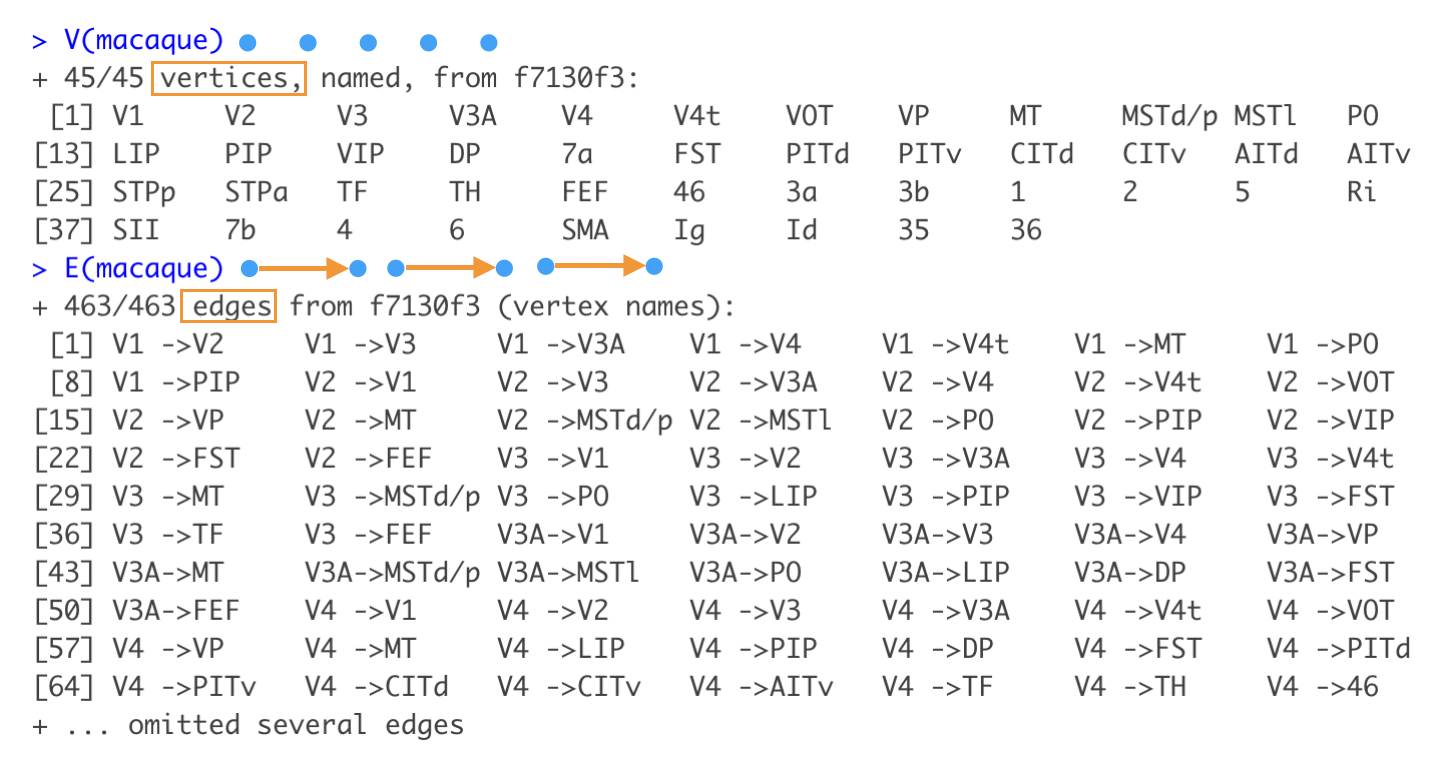 > V(macaque)
+ 45/45 vertices, named, from f7130f3:
 [1] V1     V2     V3     V3A    V4     V4t    VOT    VP     MT     MSTd/p MSTl   PO
[13] LIP    PIP    VIP    DP     7a     FST    PITd   PITv   CITd   CITv   AITd   AITv
[25] STPp   STPa   TF     TH     FEF    46     3a     3b     1      2      5      Ri
[37] SII    7b     4      6      SMA    Ig     Id     35     36
> E(macaque)
+ 463/463 edges from f7130f3 (vertex names):
 [1] V1 ->V2     V1 ->V3     V1 ->V3A    V1 ->V4     V1 ->V4t    V1 ->MT     V1 ->PO
 [8] V1 ->PIP    V2 ->V1     V2 ->V3     V2 ->V3A    V2 ->V4     V2 ->V4t    V2 ->VOT
[15] V2 ->VP     V2 ->MT     V2 ->MSTd/p V2 ->MSTl   V2 ->PO     V2 ->PIP    V2 ->VIP
[22] V2 ->FST    V2 ->FEF    V3 ->V1     V3 ->V2     V3 ->V3A    V3 ->V4     V3 ->V4t
[29] V3 ->MT     V3 ->MSTd/p V3 ->PO     V3 ->LIP    V3 ->PIP    V3 ->VIP    V3 ->FST
[36] V3 ->TF     V3 ->FEF    V3A->V1     V3A->V2     V3A->V3     V3A->V4     V3A->VP
[43] V3A->MT     V3A->MSTd/p V3A->MSTl   V3A->PO     V3A->LIP    V3A->DP     V3A->FST
[50] V3A->FEF    V4 ->V1     V4 ->V2     V4 ->V3     V4 ->V3A    V4 ->V4t    V4 ->VOT
[57] V4 ->VP     V4 ->MT     V4 ->LIP    V4 ->PIP    V4 ->DP     V4 ->FST    V4 ->PITd
[64] V4 ->PITv   V4 ->CITd   V4 ->CITv   V4 ->AITv   V4 ->TF     V4 ->TH     V4 ->46
+ ... omitted several edges